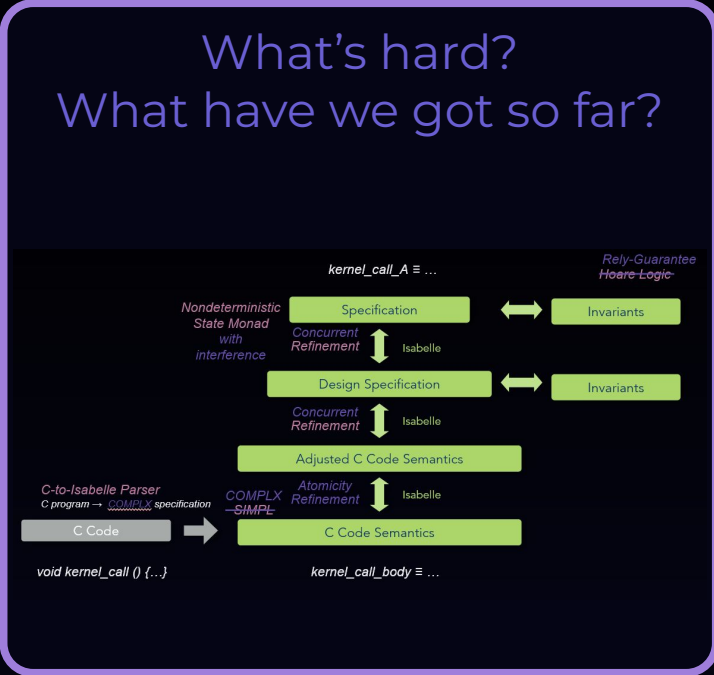 What's hard?
What have we got so far?
kernel_call_A ≡ …
Rely-Guarantee
Hoare Logic
Nondeterministic
State Monad
with
interference
Specification
Invariants
Concurrent
Refinement
Isabelle
Design Specification
Invariants
Concurrent
Refinement
Isabelle
Adjusted C Code Semantics
C-to-Isabelle Parser
C program → COMPLX specification
COMPLX
SIMPL
Atomicity
Refinement
Isabelle
C Code
C Code Semantics
void kernel_call () {…}
kernel_call_body ≡ …